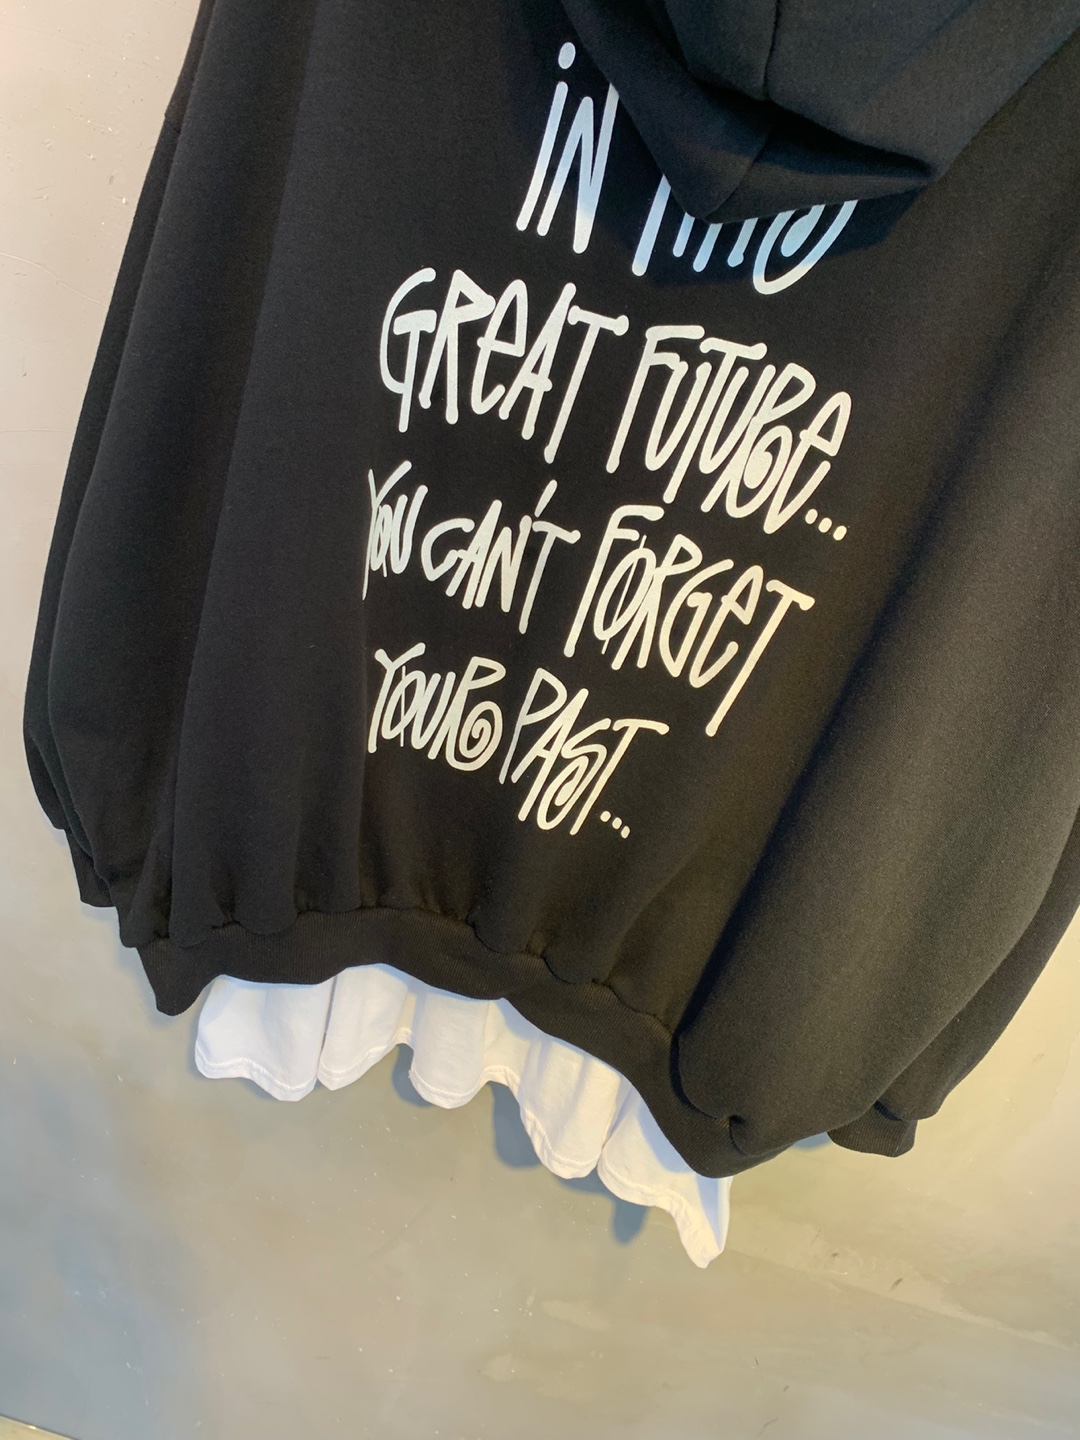 iN THiS
GReAT FUTURe...
YOU CAN'T FORGeT
YOUR PAST...